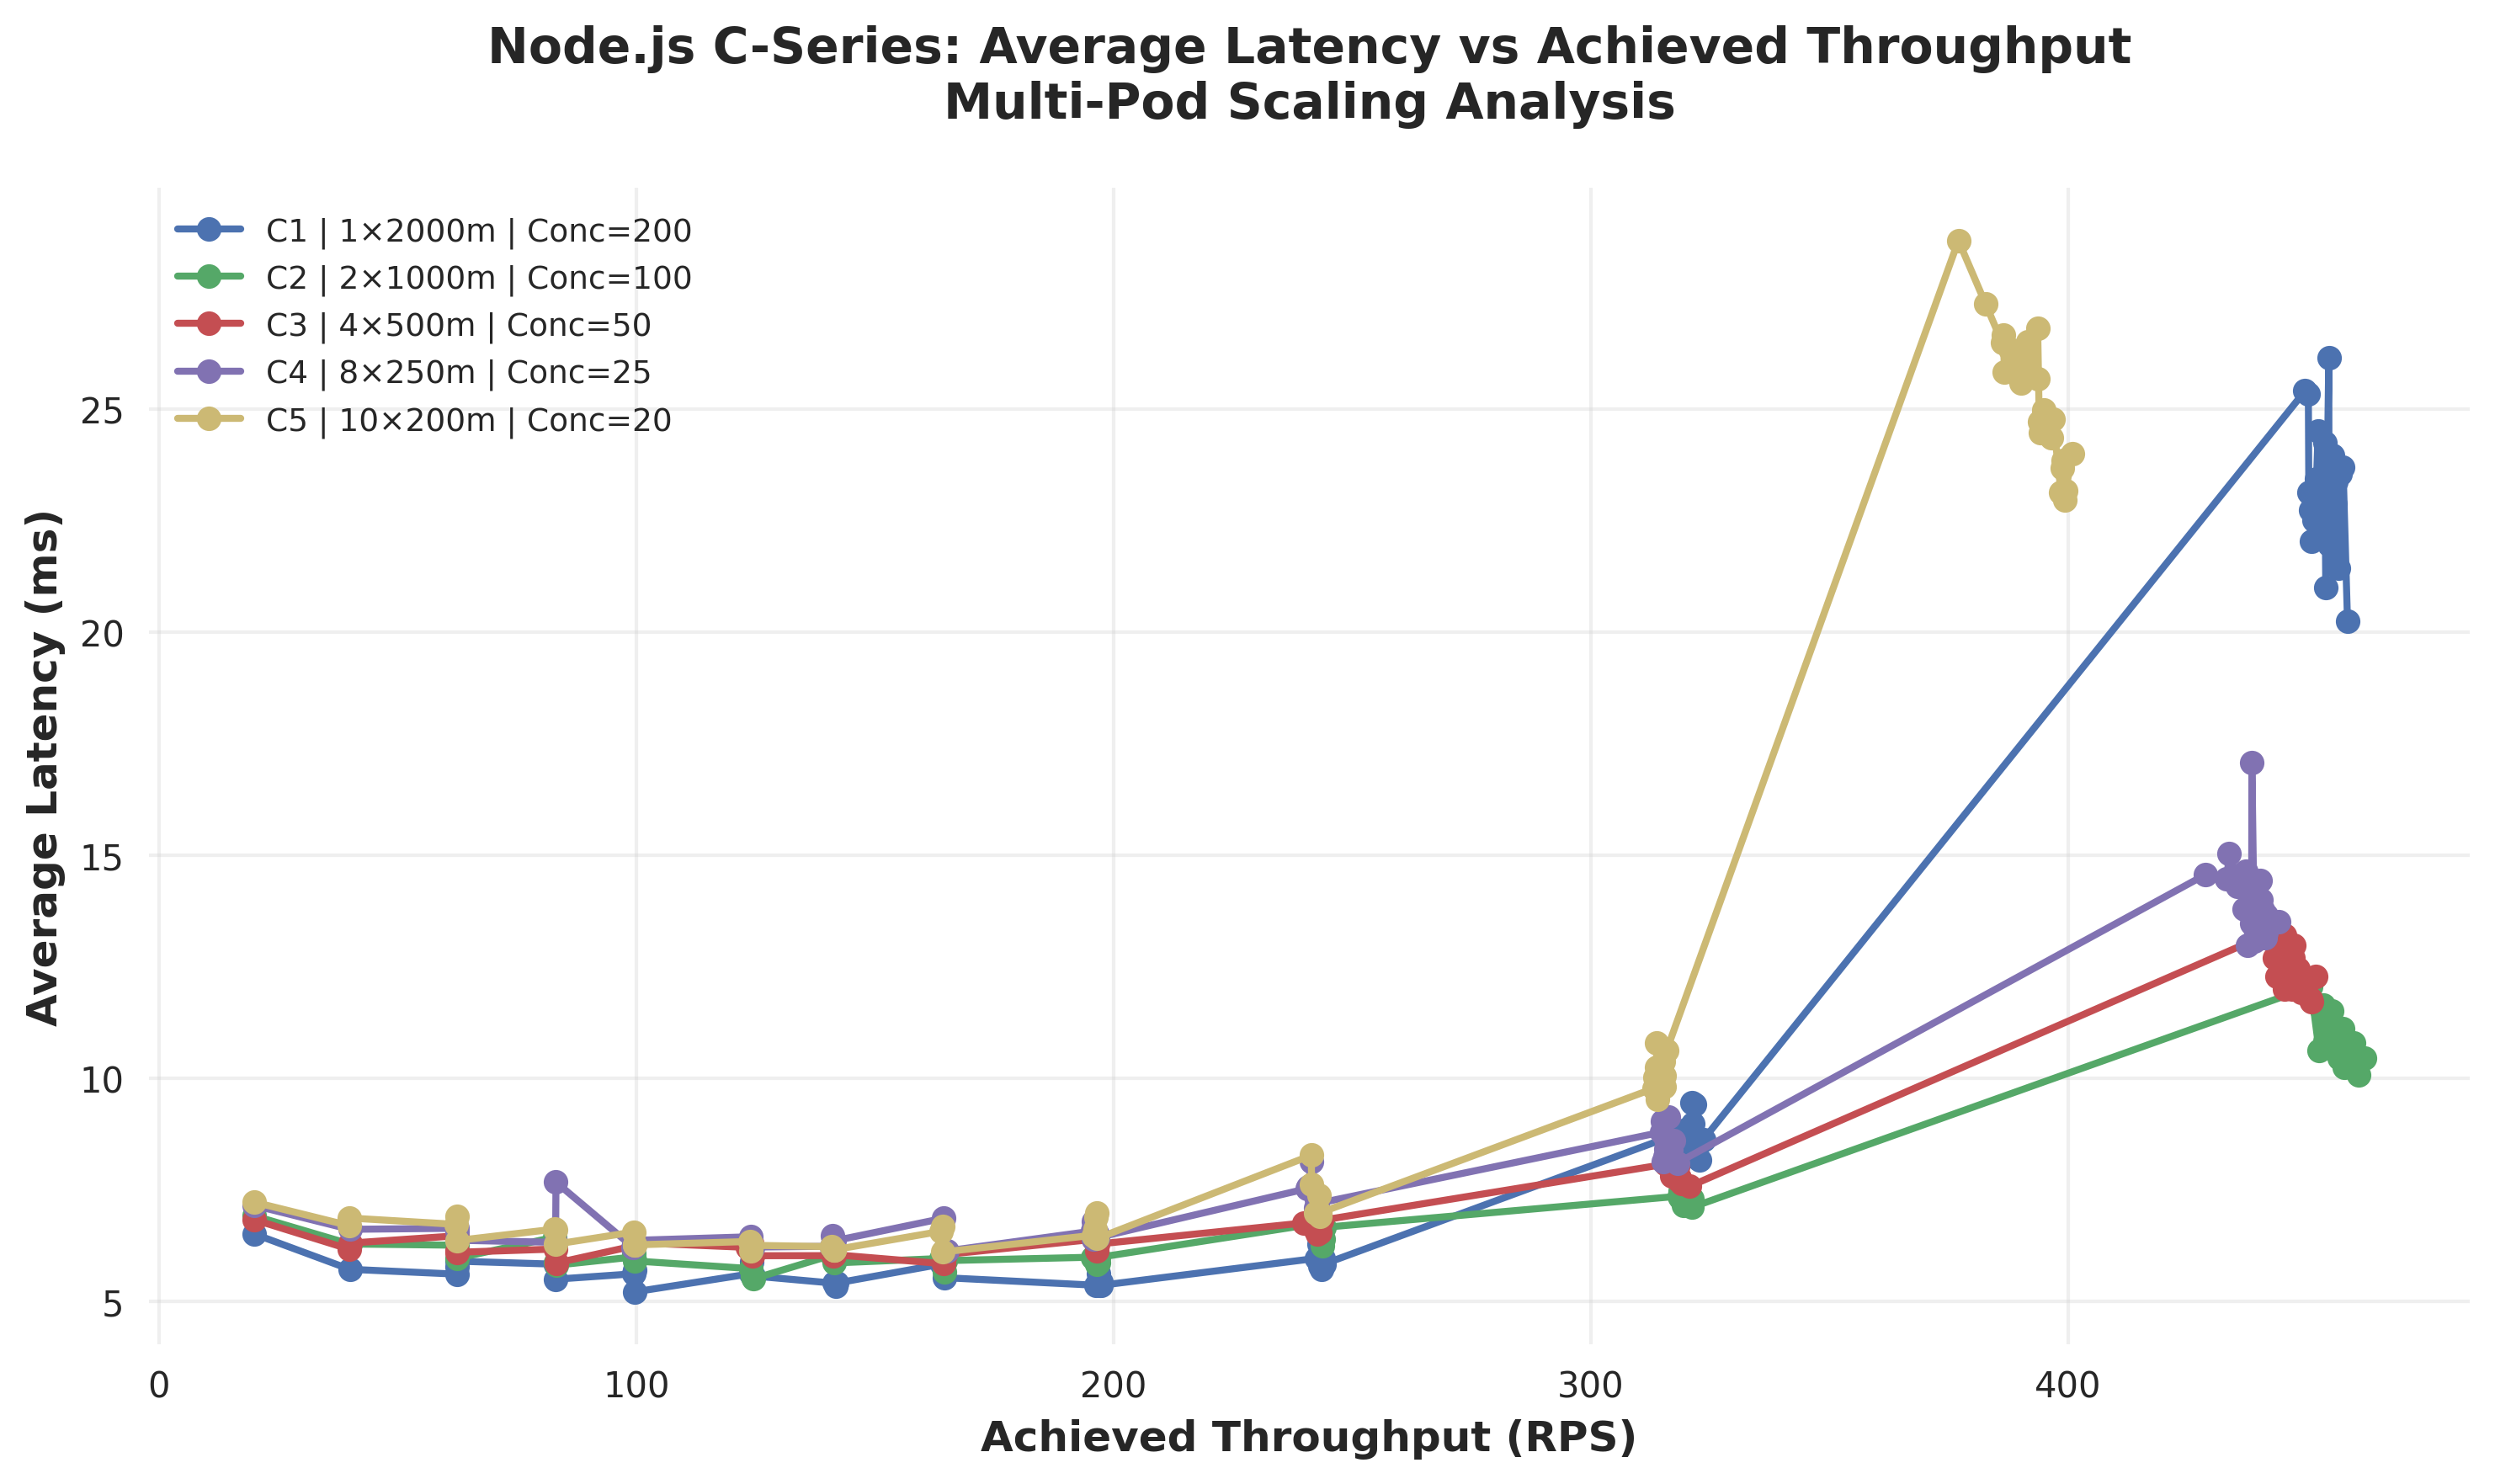 Node.js C-Series: Average Latency vs Achieved Throughput
Multi-Pod Scaling Analysis
C1 | 1×2000m | Conc=200
C2 | 2×1000m | Conc=100
C3 | 4×500m | Conc=50
C4 | 8×250m | Conc=25
C5 | 10×200m | Conc=20
Average Latency (ms)
25
20
15
10
5
0
100
200
300
400
Achieved Throughput (RPS)